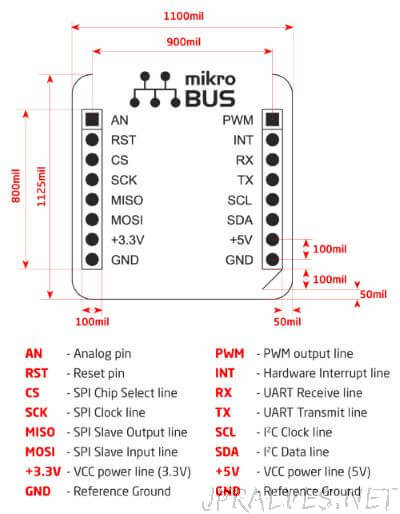 1100mil
900mil
mikro
BUS
AN PWM
RST INT
CS RX
SCK TX
MISO SCL
MOSI SDA
+3.3V +5V
GND GND
800mil
1125mil
100mil
100mil
50mil
100mil
50mil
AN - Analog pin
RST - Reset pin
CS - SPI Chip Select line
SCK - SPI Clock line
MISO - SPI Slave Output line
MOSI - SPI Slave Input line
+3.3V - VCC power line (3.3V)
GND - Reference Ground
PWM - PWM output line
INT - Hardware Interrupt line
RX - UART Receive line
TX - UART Transmit line
SCL - I²C Clock line
SDA - I²C Data line
+5V - VCC power line (5V)
GND - Reference Ground
JPRALVES.NET